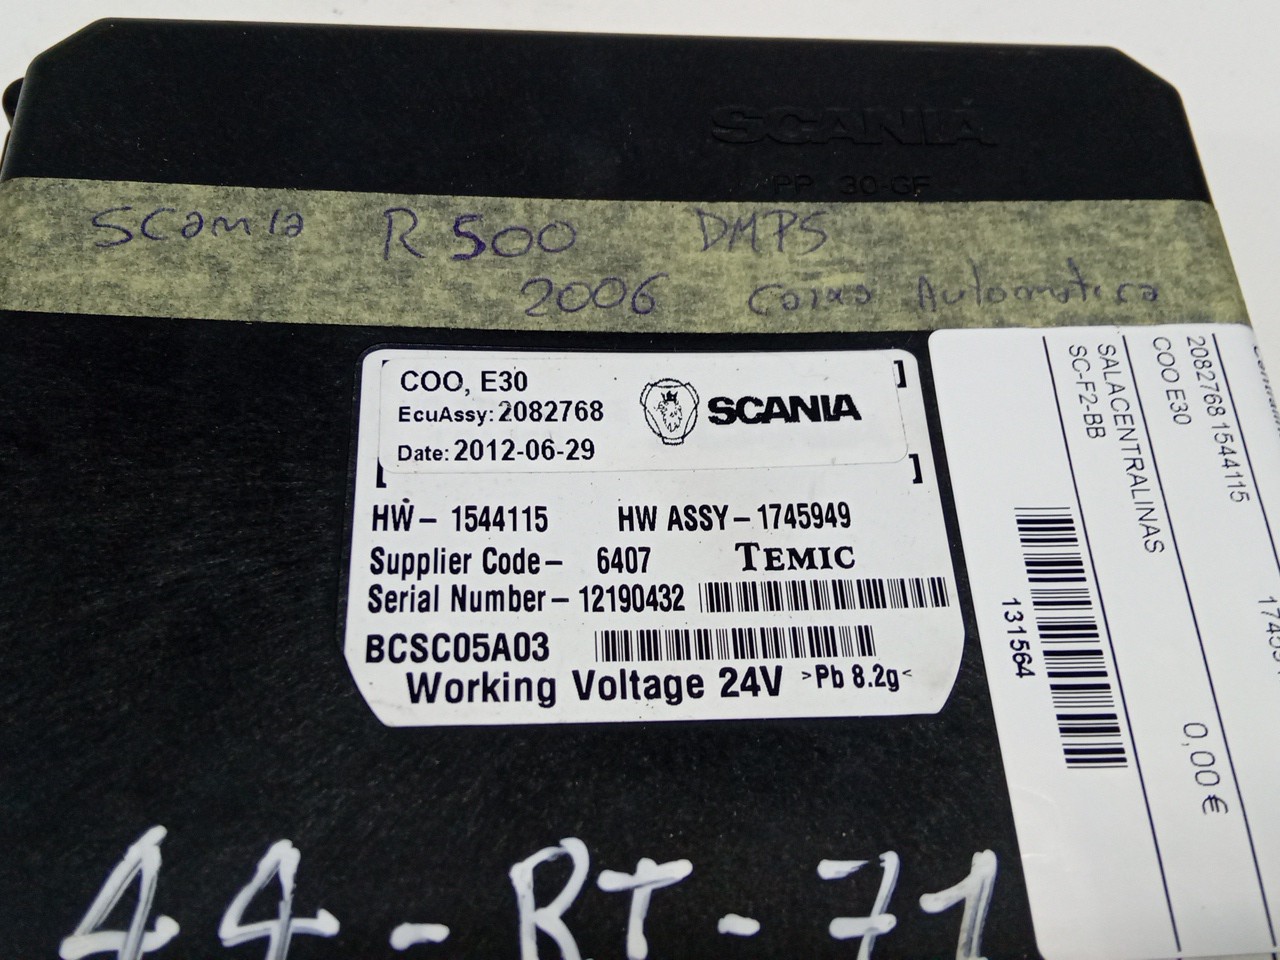 SCANIA
PP 30-GF
Scania R 500 DMPS
2006 Caixa Automatica
COO, E30
EcuAssy: 2082768
Date: 2012-06-29
SCANIA
HW- 1544115 HW ASSY-1745949
Supplier Code- 6407 TEMIC
Serial Number-12190432
BCSC05A03
Working Voltage 24V >Pb 8.2g<
2082768 1544115
COO E30
0,00 €
SALACENTRALINAS
SC-F2-BB
131564
44-RT-71